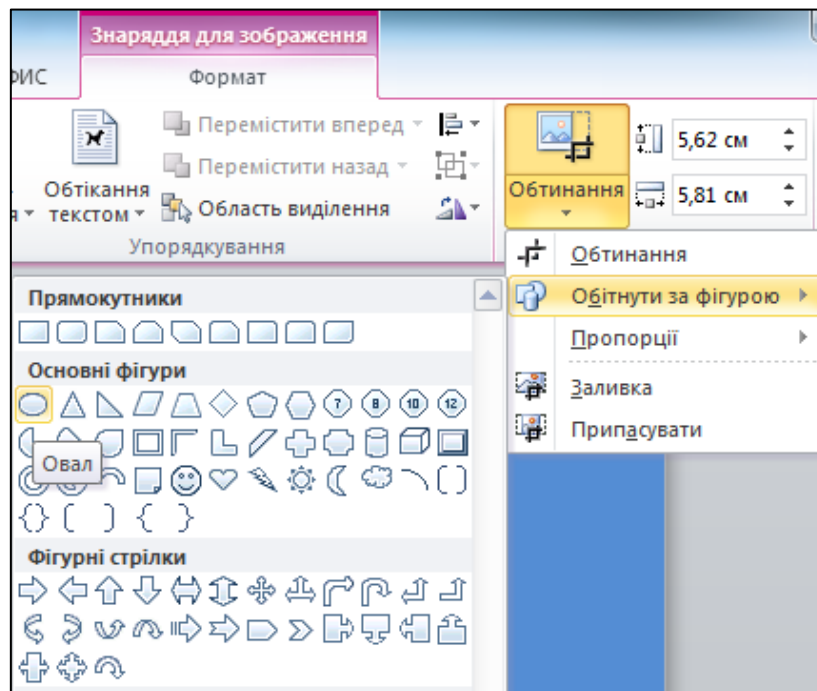 Знаряддя для зображення
ФИС
Формат
Перемістити вперед
Перемістити назад
Область виділення
Обтікання
текстом
Упорядкування
Обтинання
5,62 см
5,81 см
Обтинання
Обітнути за фігурою
Пропорції
Заливка
Припасувати
Прямокутники
Основні фігури
7 8 10 12
Овал
Фігурні стрілки